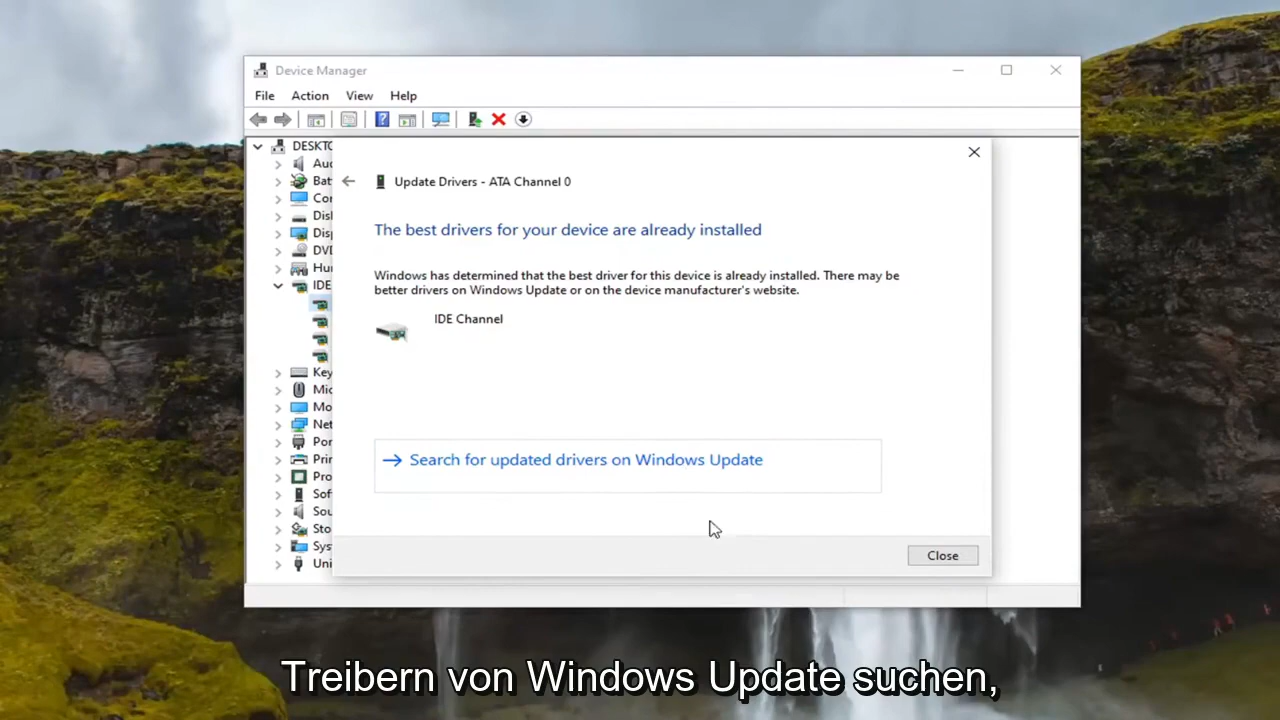 Device Manager
File Action View Help
DESKTO
Aud
Bat
Cor
Disl
Disp
DVD
Hur
IDE
Key
Mic
Mo
Net
Por
Prin
Pro
Sof
Sou
Sto
Sys
Uni
Update Drivers - ATA Channel 0
The best drivers for your device are already installed
Windows has determined that the best driver for this device is already installed. There may be
better drivers on Windows Update or on the device manufacturer's website.
IDE Channel
Search for updated drivers on Windows Update
Close
Treibern von Windows Update suchen,